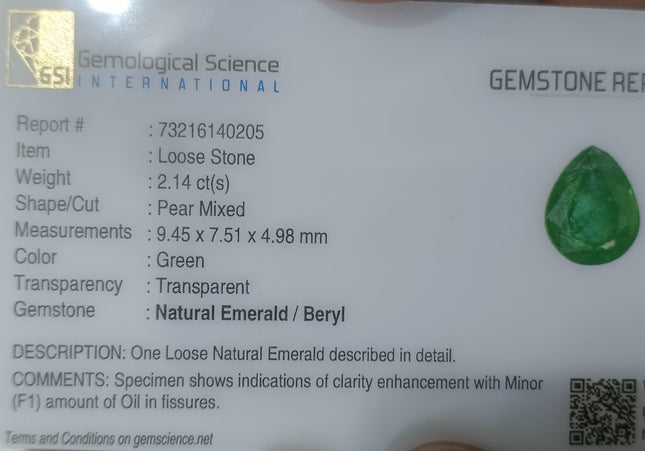 GSI
Gemological Science
INTERNATIONAL
GEMSTONE REP
Report # : 73216140205
Item : Loose Stone
Weight : 2.14 ct(s)
Shape/Cut : Pear Mixed
Measurements : 9.45 x 7.51 x 4.98 mm
Color : Green
Transparency : Transparent
Gemstone : Natural Emerald / Beryl
DESCRIPTION: One Loose Natural Emerald described in detail.
COMMENTS: Specimen shows indications of clarity enhancement with Minor
(F1) amount of Oil in fissures.
Terms and Conditions on gemscience.net